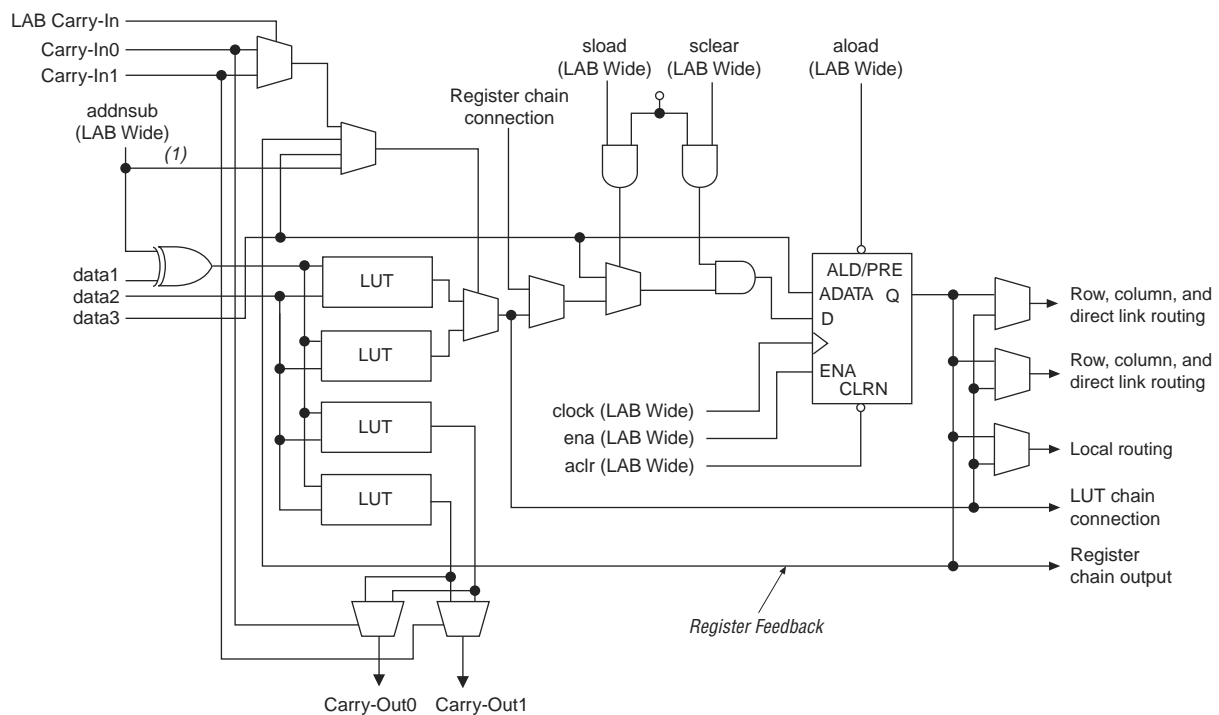 LAB Carry-In
Carry-In0
Carry-In1
addnsub
(LAB Wide)
(1)
Register chain
connection
sload
(LAB Wide)
sclear
(LAB Wide)
aload
(LAB Wide)
data1
data2
data3
LUT
LUT
LUT
LUT
ALD/PRE
ADATA
Q
D
ENA
CLRN
clock (LAB Wide)
ena (LAB Wide)
aclr (LAB Wide)
Row, column, and
direct link routing
Row, column, and
direct link routing
Local routing
LUT chain
connection
Register
chain output
Register Feedback
Carry-Out0
Carry-Out1